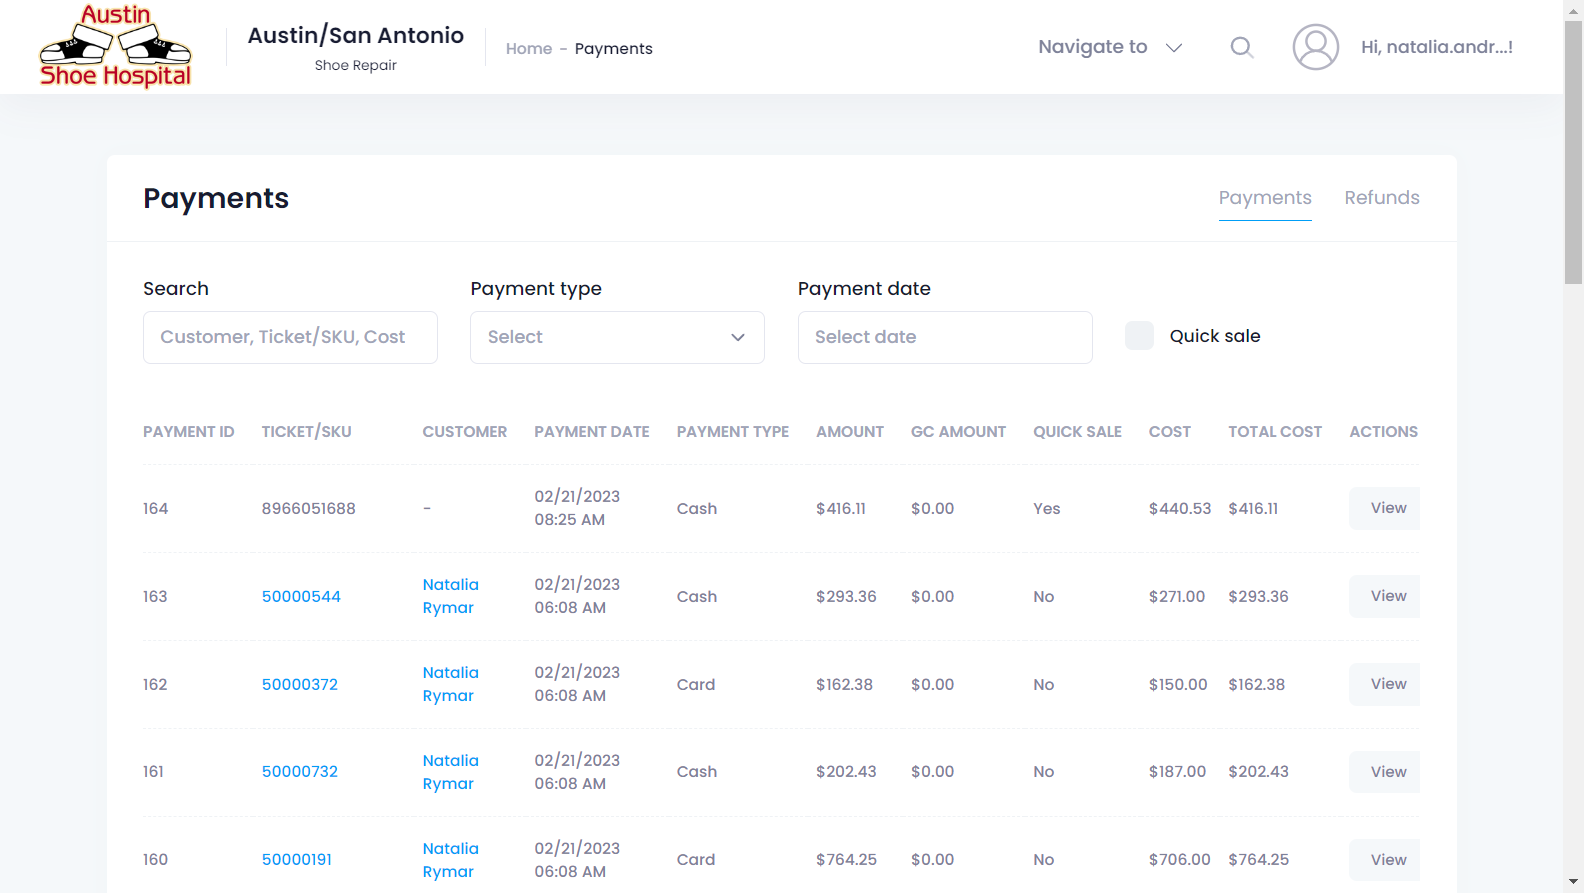 Austin
Shoe Hospital
Austin/San Antonio
Shoe Repair
Home - Payments
Navigate to
Hi, natalia.andr...!
Payments
Payments Refunds
Search Payment type Payment date
Customer, Ticket/SKU, Cost Select Select date Quick sale
PAYMENT ID TICKET/SKU CUSTOMER PAYMENT DATE PAYMENT TYPE AMOUNT GC AMOUNT QUICK SALE COST TOTAL COST ACTIONS
164 8966051688 - 02/21/2023 08:25 AM Cash $416.11 $0.00 Yes $440.53 $416.11 View
163 50000544 Natalia Rymar 02/21/2023 06:08 AM Cash $293.36 $0.00 No $271.00 $293.36 View
162 50000372 Natalia Rymar 02/21/2023 06:08 AM Card $162.38 $0.00 No $150.00 $162.38 View
161 50000732 Natalia Rymar 02/21/2023 06:08 AM Cash $202.43 $0.00 No $187.00 $202.43 View
160 50000191 Natalia Rymar 02/21/2023 06:08 AM Card $764.25 $0.00 No $706.00 $764.25 View